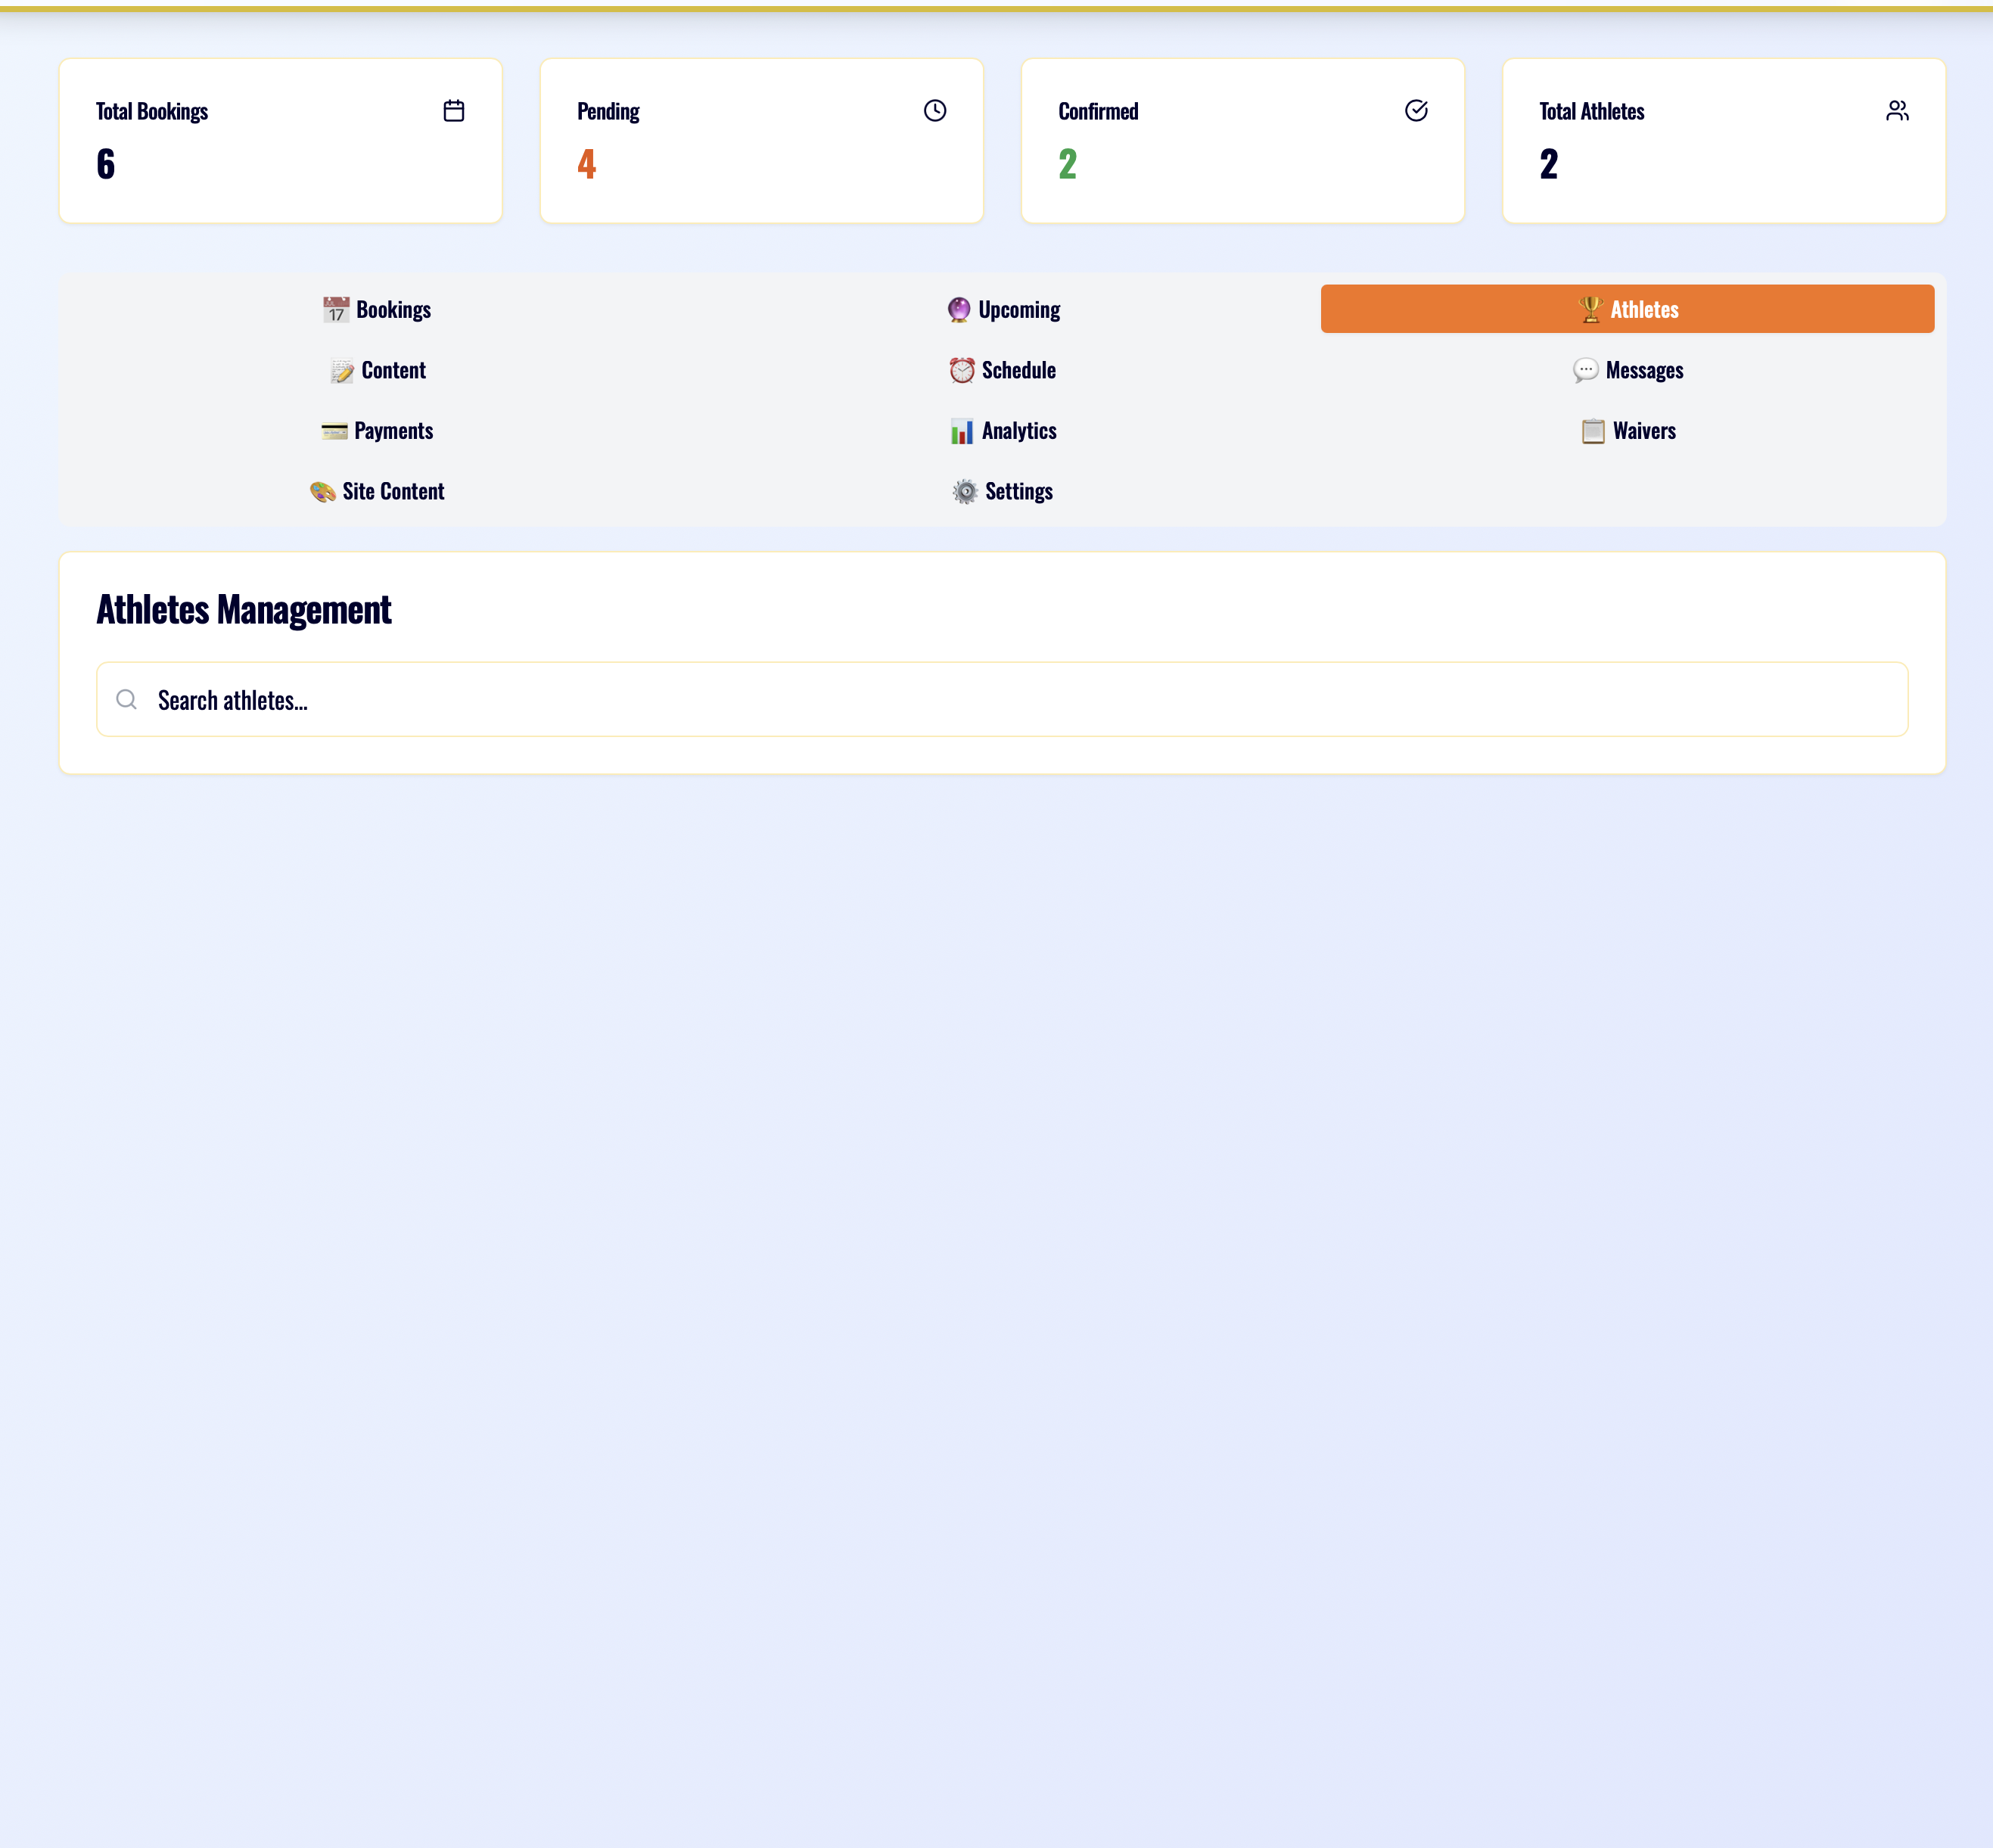 Total Bookings
6
Pending
4
Confirmed
2
Total Athletes
2
17 Bookings
Upcoming
Athletes
Content
Schedule
Messages
Payments
Analytics
Waivers
Site Content
Settings
Athletes Management
Search athletes...